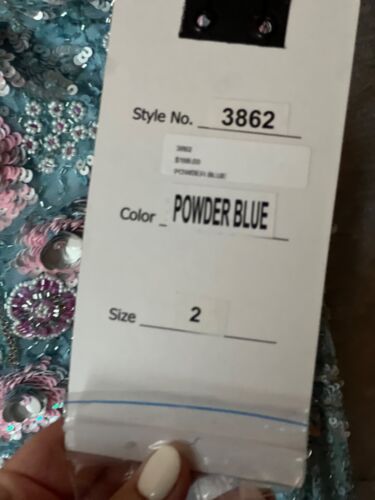 Style No. 3862
3862
POWDER BLUE
Color POWDER BLUE
Size 2